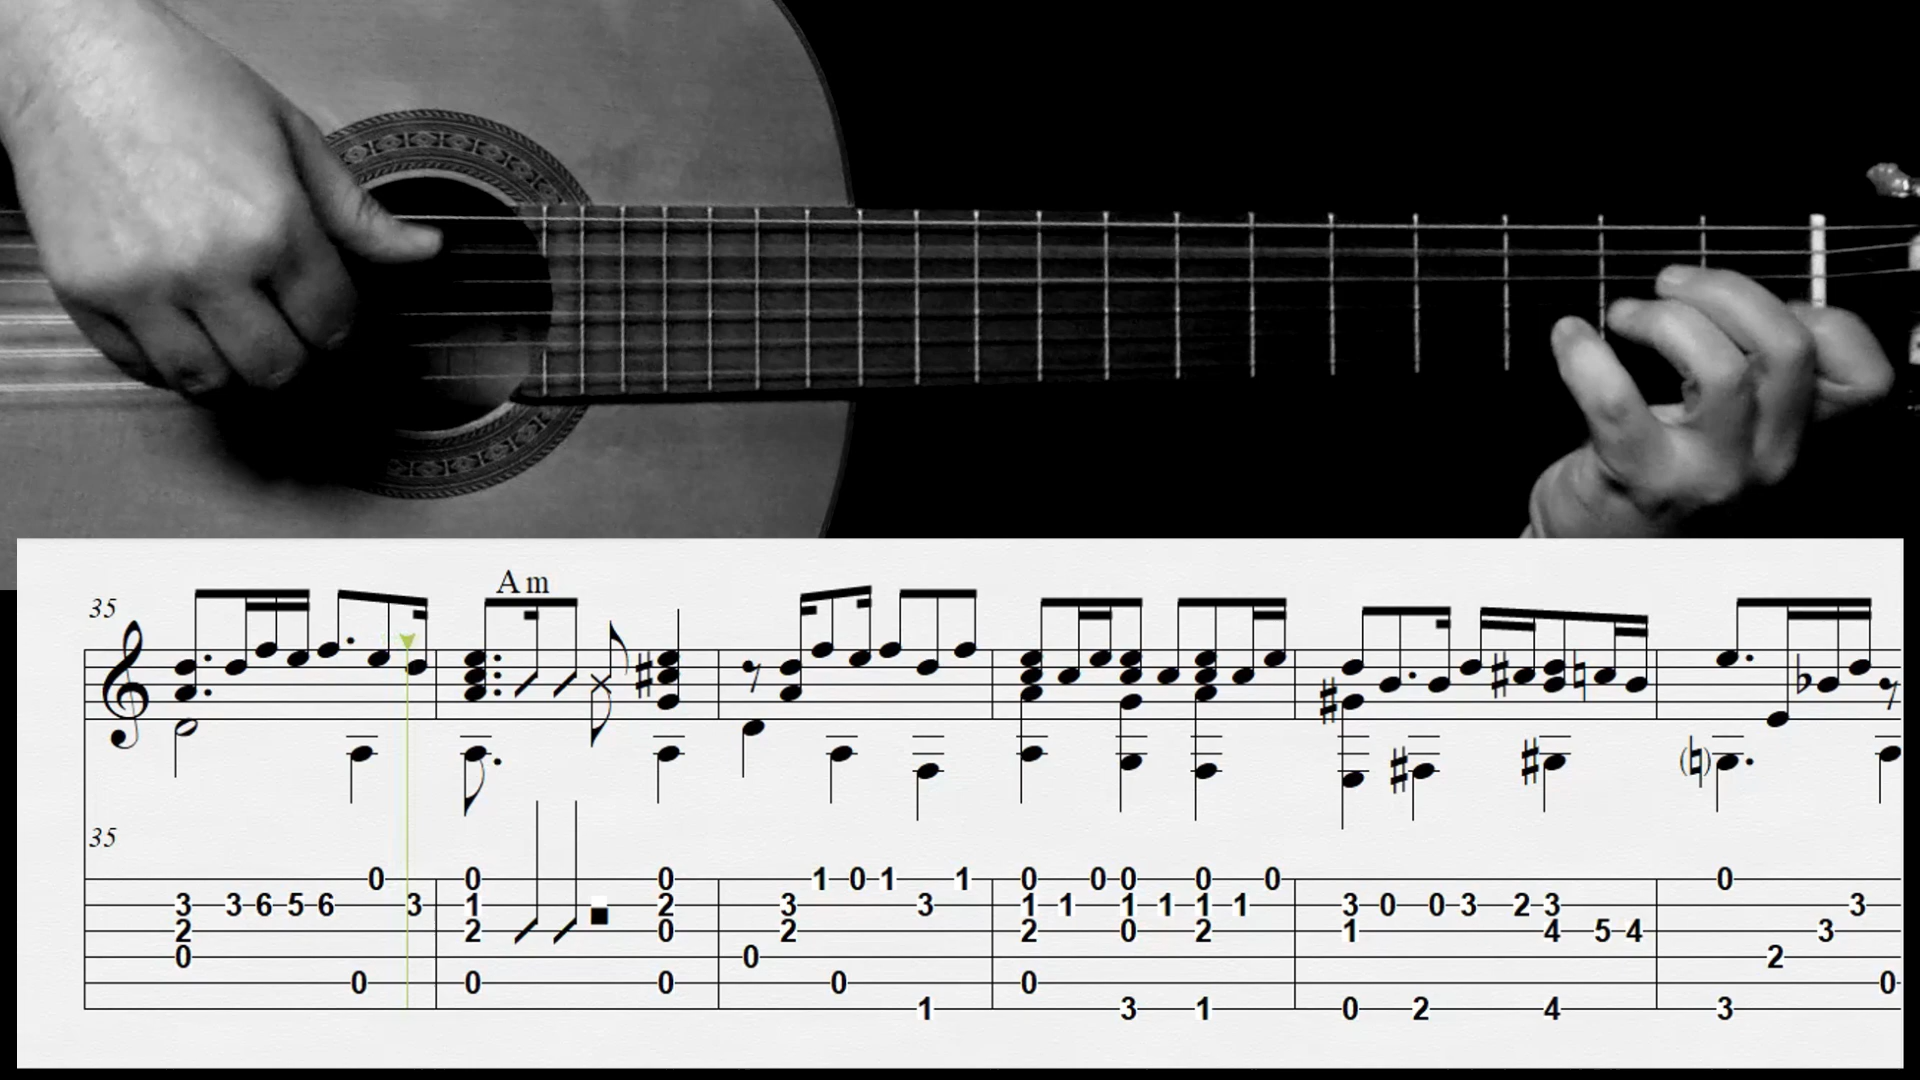 35
A m
35
0 0 0 1 0 1 1 0 0 0 0 0 0
3 3 6 5 6 3 1 2 3 3 1 1 1 1 1 1 3 0 0 3 2 3 3
2 2 0 2 2 0 2 1 4 5 4 3
0 0 2
0 0 0 0 0 0
1 3 1 0 2 4 3